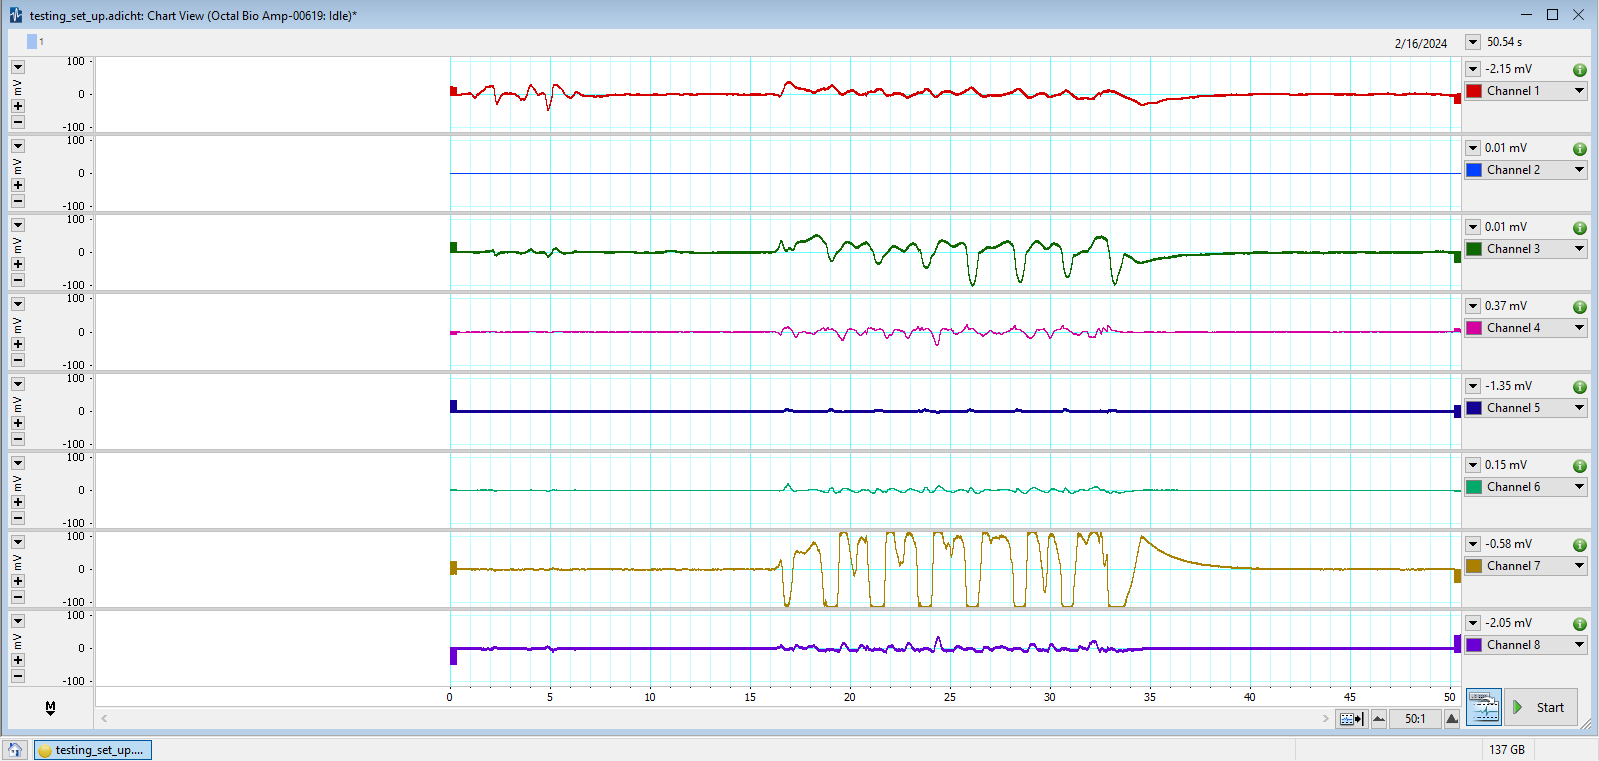 testing_set_up.adicht: Chart View (Octal Bio Amp-00619: Idle)*
1
2/16/2024
50.54 s
100
mV
0
-100
-2.15 mV
Channel 1
100
mV
0
-100
0.01 mV
Channel 2
100
mV
0
-100
0.01 mV
Channel 3
100
mV
0
-100
0.37 mV
Channel 4
100
mV
0
-100
-1.35 mV
Channel 5
100
mV
0
-100
0.15 mV
Channel 6
100
mV
0
-100
-0.58 mV
Channel 7
100
mV
0
-100
-2.05 mV
Channel 8
0 5 10 15 20 25 30 35 40 45 50
M
50:1
Start
testing_set_up....
137 GB